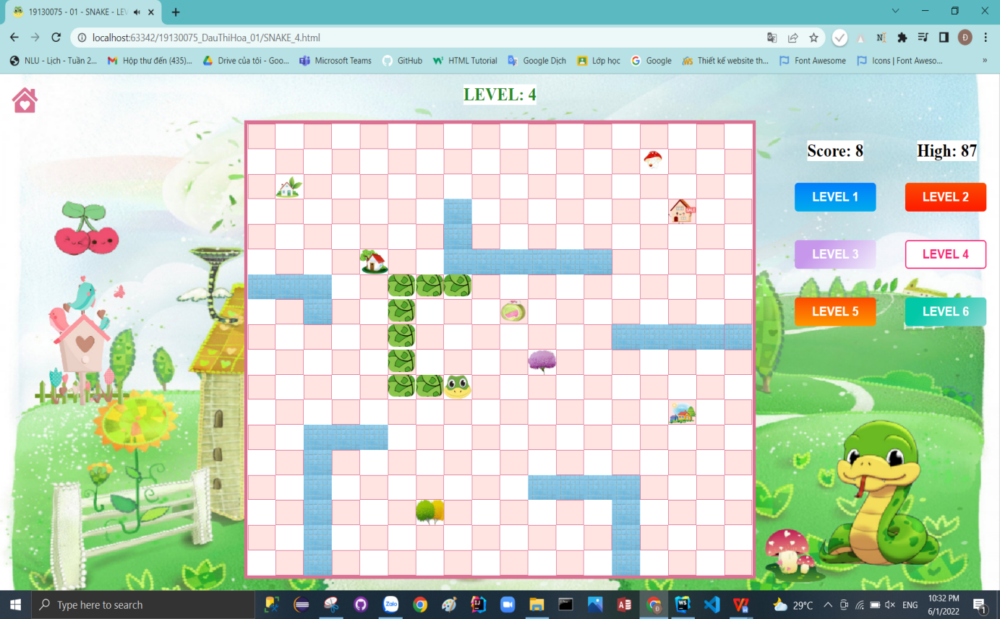 19130075 - 01 - SNAKE - LEV
localhost:63342/19130075_DauThiHoa_01/SNAKE_4.html
Đ
NLU - Lịch - Tuần 2...
Hộp thư đến (435)...
Drive của tôi - Goo...
Microsoft Teams
GitHub
HTML Tutorial
Google Dịch
Lớp học
Google
Thiết kế website th...
Font Awesome
Icons | Font Aweso...
»
LEVEL: 4
Score: 8
High: 87
LEVEL 1
LEVEL 2
SALE
LEVEL 3
LEVEL 4
LEVEL 5
LEVEL 6
Type here to search
Zalo
29°C
ENG
10:32 PM
6/1/2022
1